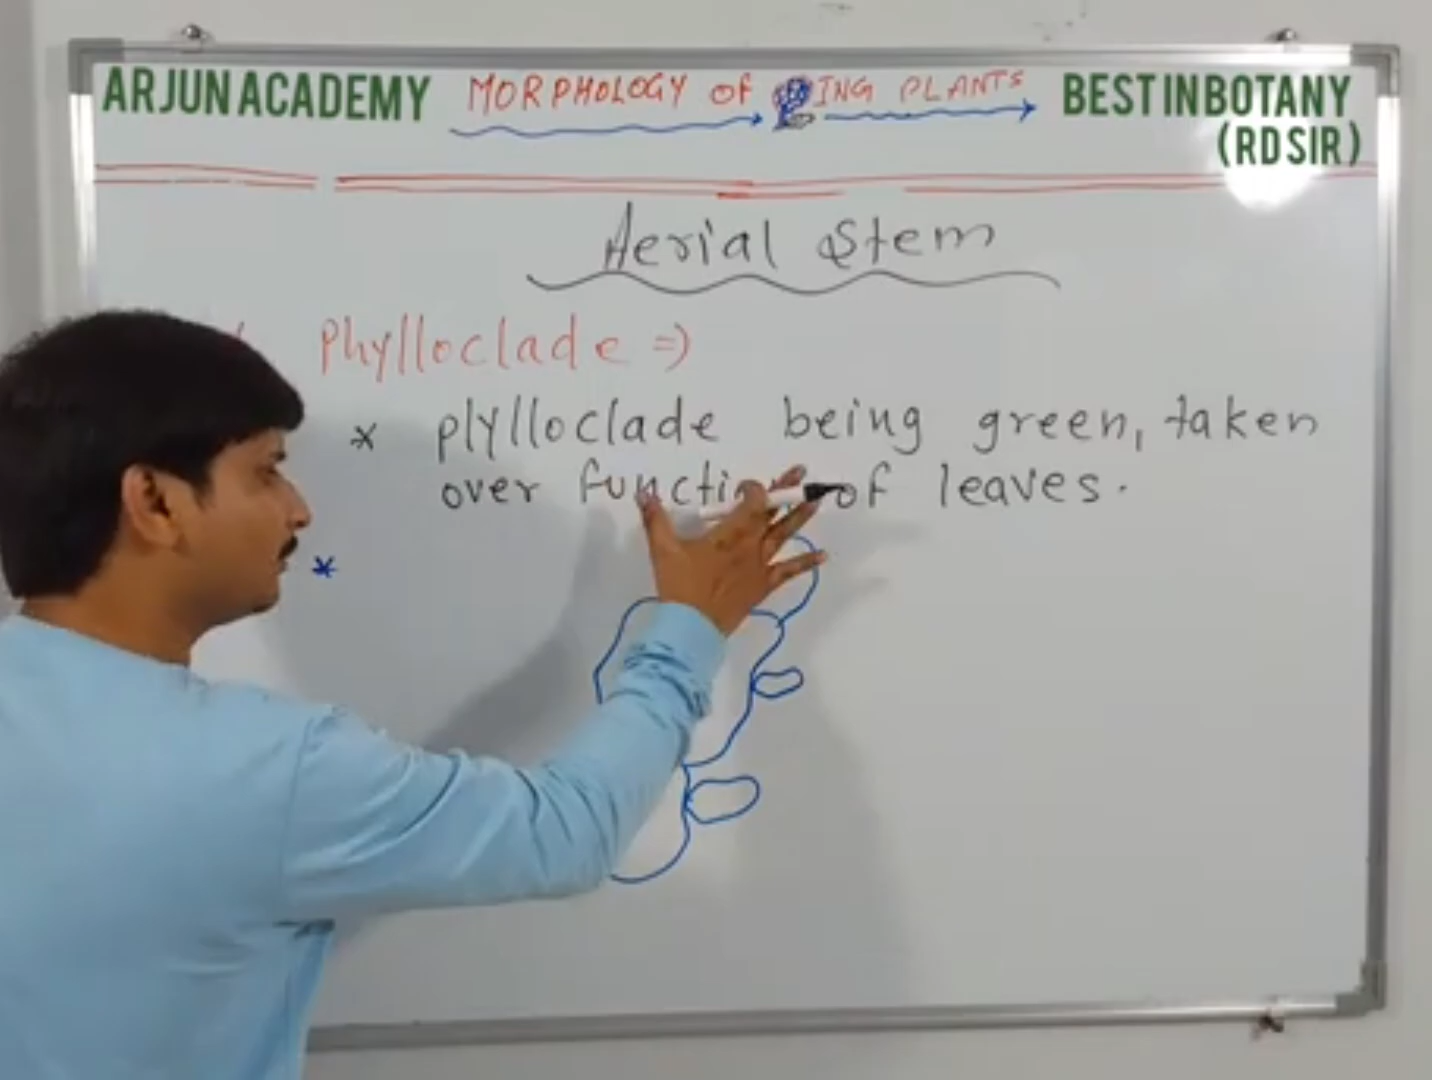 ARJUN ACADEMY
MORPHOLOGY Of ING PLANTS
BEST IN BOTANY
(RD SIR)
Aerial Stem
Phylloclade =>
* plylloclade being green, taken
over functi of leaves.
*